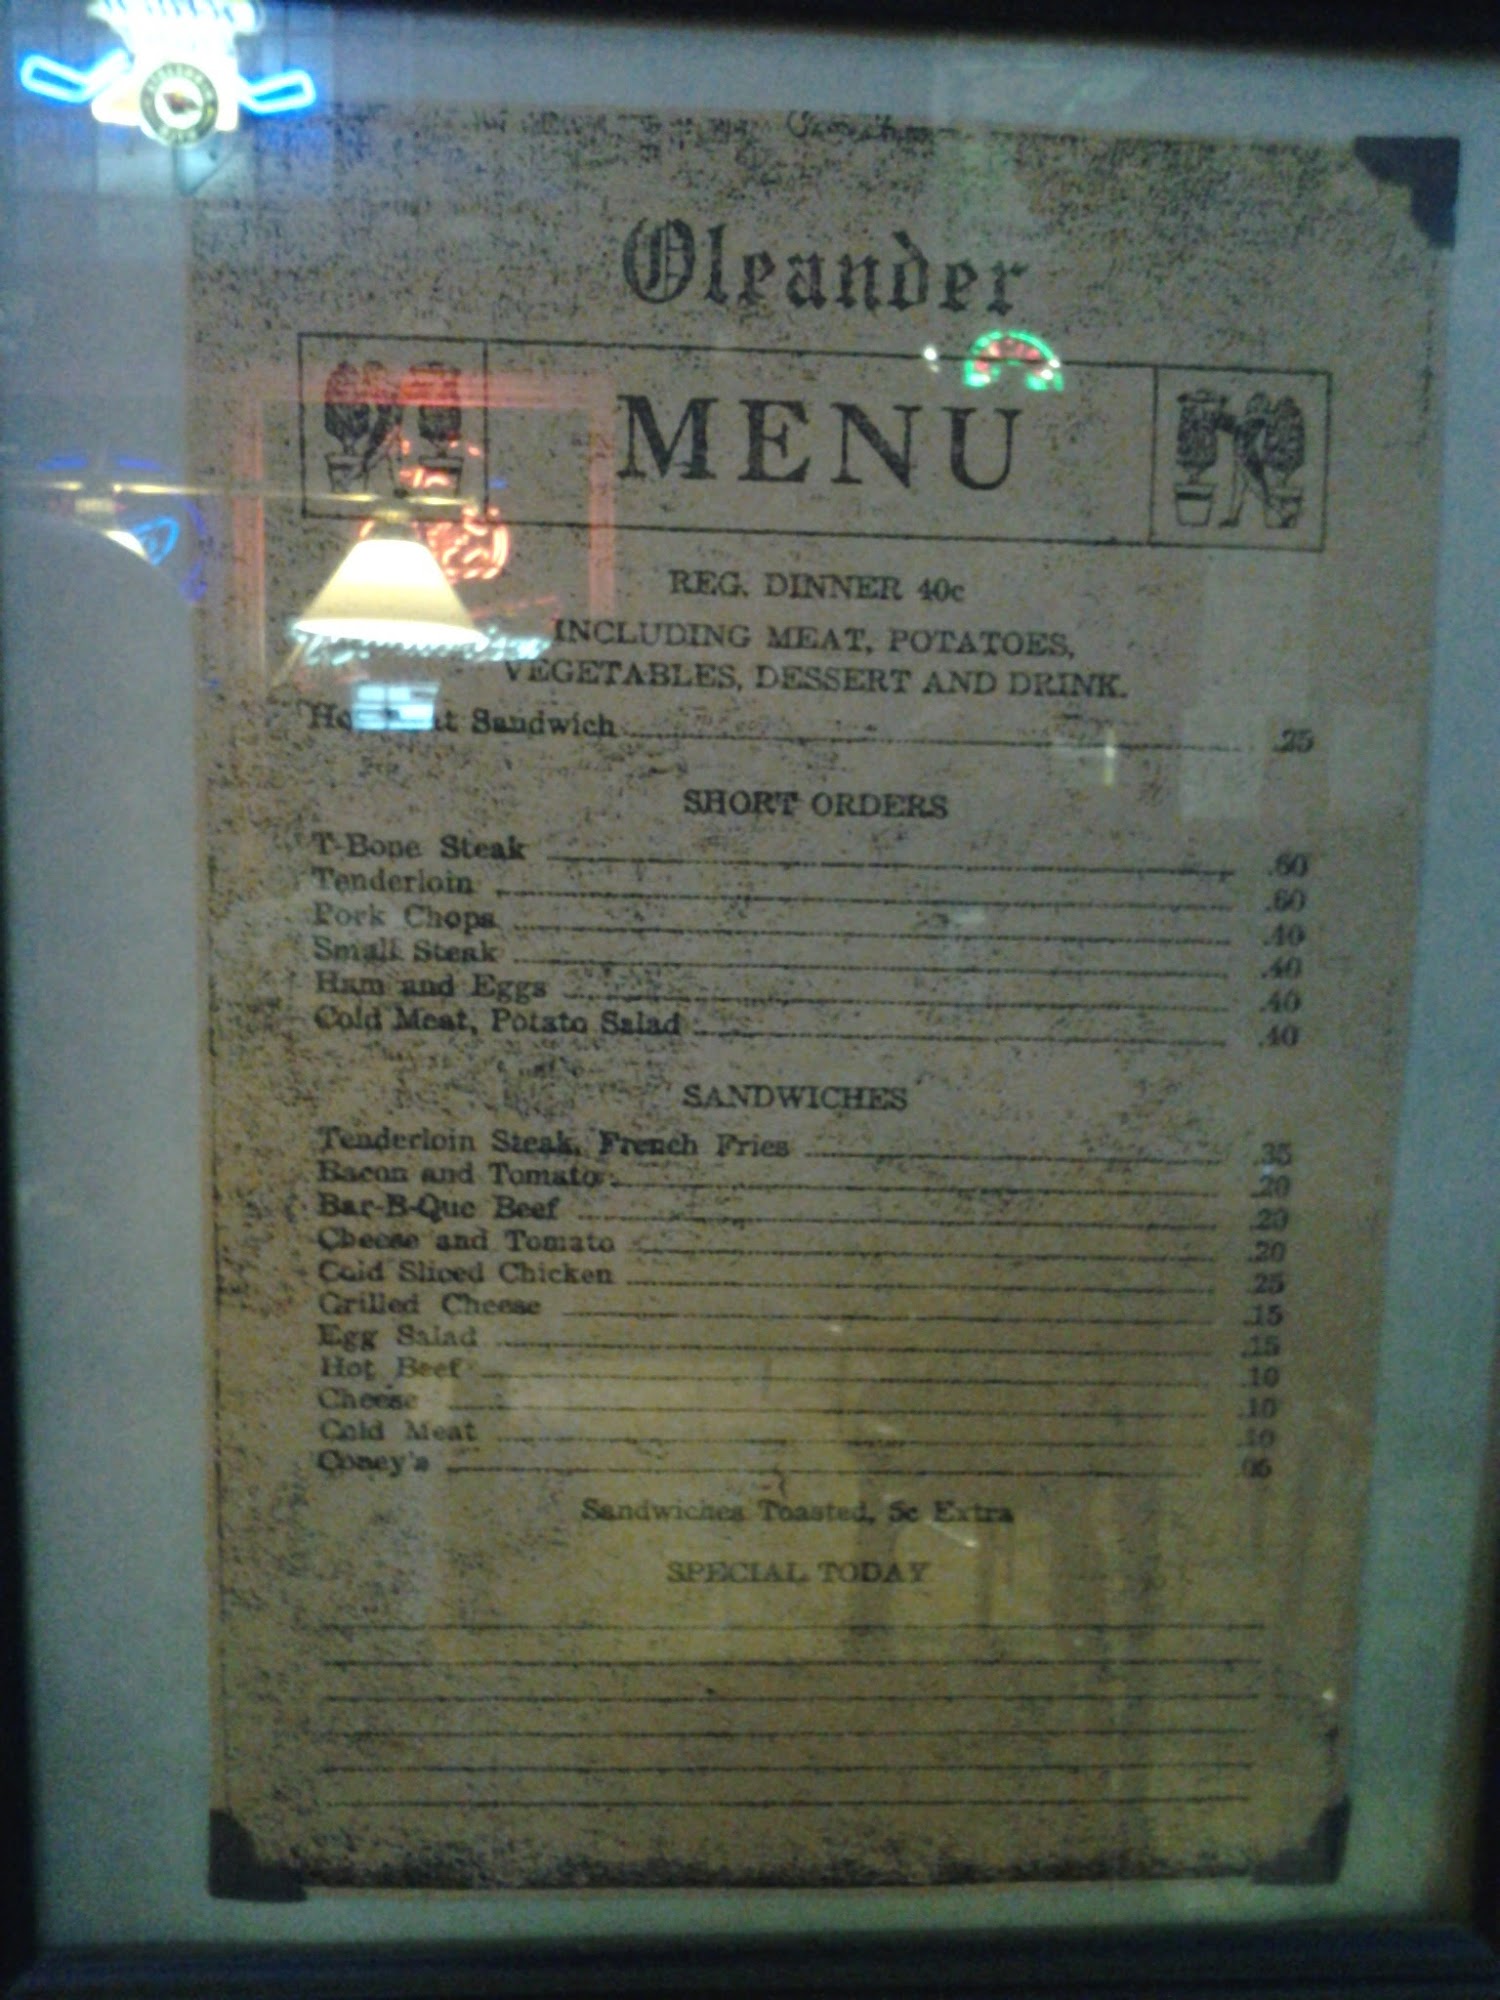 Oleander
MENU
REG. DINNER 40c
INCLUDING MEAT, POTATOES,
VEGETABLES, DESSERT AND DRINK.
Sandwich .25
SHORT ORDERS
T-Bone Steak .60
Tenderloin .60
Pork Chops .40
Small Steak .40
Ham and Eggs .40
Cold Meat, Potato Salad .40
SANDWICHES
Tenderloin Steak, French Fries .35
Bacon and Tomato .20
Bar-B-Que Beef .20
Cheese and Tomato .20
Cold Sliced Chicken .25
Grilled Cheese .15
Egg Salad .15
Hot Beef .10
Cheese .10
Cold Meat .10
Coney's .05
Sandwiches Toasted, 5c Extra
SPECIAL TODAY